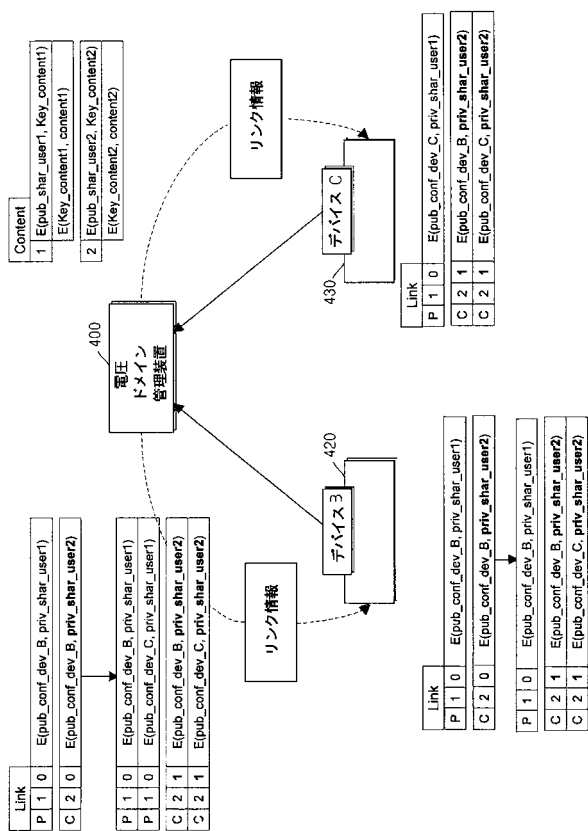 Link
P 1 0 E(pub_conf_dev_B, priv_shar_user1)
C 2 0 E(pub_conf_dev_B, priv_shar_user2)
P 1 0 E(pub_conf_dev_B, priv_shar_user1)
P 1 0 E(pub_conf_dev_C, priv_shar_user1)
C 2 1 E(pub_conf_dev_B, priv_shar_user2)
C 2 1 E(pub_conf_dev_C, priv_shar_user2)
400
電圧
ドメイン
管理装置
Content
1 E(pub_shar_user1, Key_content1)
E(Key_content1, content1)
2 E(pub_shar_user2, Key_content2)
E(Key_content2, content2)
リンク情報
リンク情報
デバイス B
420
デバイス C
430
Link
P 1 0 E(pub_conf_dev_B, priv_shar_user1)
C 2 0 E(pub_conf_dev_B, priv_shar_user2)
P 1 0 E(pub_conf_dev_B, priv_shar_user1)
C 2 1 E(pub_conf_dev_B, priv_shar_user2)
C 2 1 E(pub_conf_dev_C, priv_shar_user2)
Link
P 1 0 E(pub_conf_dev_C, priv_shar_user1)
C 2 1 E(pub_conf_dev_B, priv_shar_user2)
C 2 1 E(pub_conf_dev_C, priv_shar_user2)